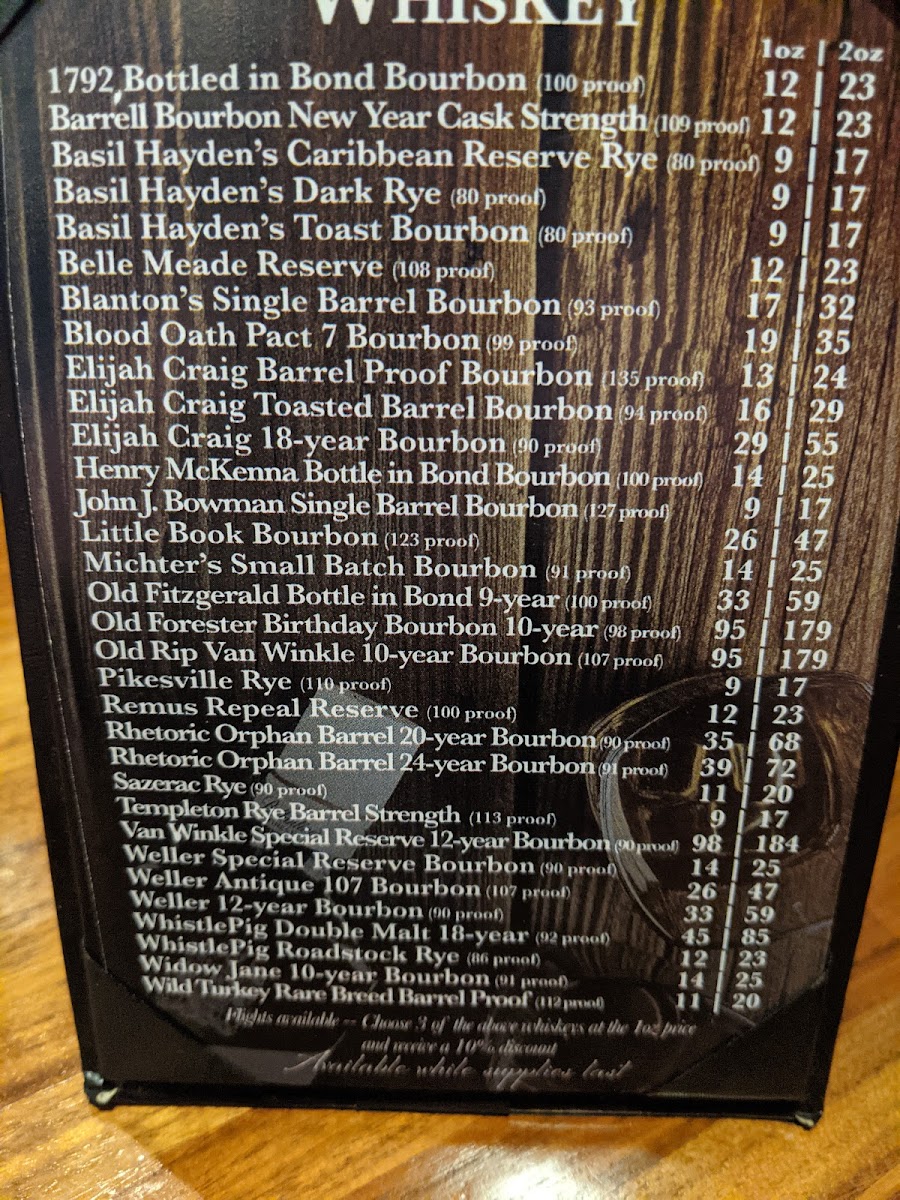 WHISKEY
1oz | 2oz
1792 Bottled in Bond Bourbon (100 proof) 12 | 23
Barrell Bourbon New Year Cask Strength (109 proof) 12 | 23
Basil Hayden's Caribbean Reserve Rye (80 proof) 9 | 17
Basil Hayden's Dark Rye (80 proof) 9 | 17
Basil Hayden's Toast Bourbon (80 proof) 9 | 17
Belle Meade Reserve (108 proof) 12 | 23
Blanton's Single Barrel Bourbon (93 proof) 17 | 32
Blood Oath Pact 7 Bourbon (99 proof) 19 | 35
Elijah Craig Barrel Proof Bourbon (135 proof) 13 | 24
Elijah Craig Toasted Barrel Bourbon (94 proof) 16 | 29
Elijah Craig 18-year Bourbon (90 proof) 29 | 55
Henry McKenna Bottle in Bond Bourbon (100 proof) 14 | 25
John J. Bowman Single Barrel Bourbon (127 proof) 9 | 17
Little Book Bourbon (123 proof) 26 | 47
Michter's Small Batch Bourbon (91 proof) 14 | 25
Old Fitzgerald Bottle in Bond 9-year (100 proof) 33 | 59
Old Forester Birthday Bourbon 10-year (98 proof) 95 | 179
Old Rip Van Winkle 10-year Bourbon (107 proof) 95 | 179
Pikesville Rye (110 proof) 9 | 17
Remus Repeal Reserve (100 proof) 12 | 23
Rhetoric Orphan Barrel 20-year Bourbon (90 proof) 35 | 68
Rhetoric Orphan Barrel 24-year Bourbon (91 proof) 39 | 72
Sazerac Rye (90 proof) 11 | 20
Templeton Rye Barrel Strength (113 proof) 9 | 17
Van Winkle Special Reserve 12-year Bourbon (90 proof) 98 | 184
Weller Special Reserve Bourbon (90 proof) 14 | 25
Weller Antique 107 Bourbon (107 proof) 26 | 47
Weller 12-year Bourbon (90 proof) 33 | 59
WhistlePig Double Malt 18-year (92 proof) 45 | 85
WhistlePig Roadstock Rye (86 proof) 12 | 23
Widow Jane 10-year Bourbon (91 proof) 14 | 25
Wild Turkey Rare Breed Barrel Proof (112 proof) 11 | 20
Flights available -- Choose 3 of the above whiskeys at the 1oz price
and receive a 10% discount
Available while supplies last